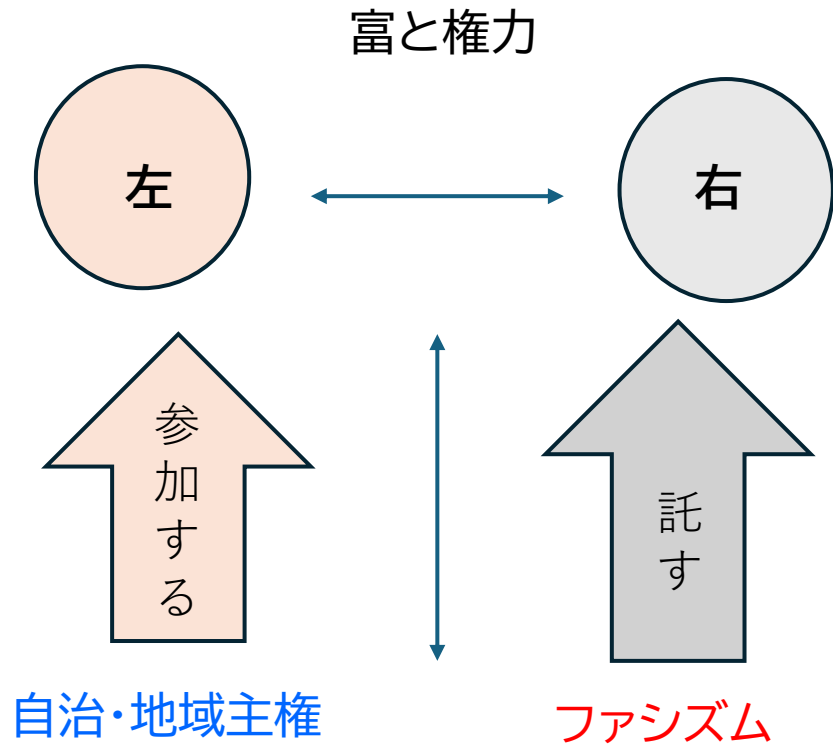 富と権力
左
右
参加する
託す
自治・地域主権
ファシズム